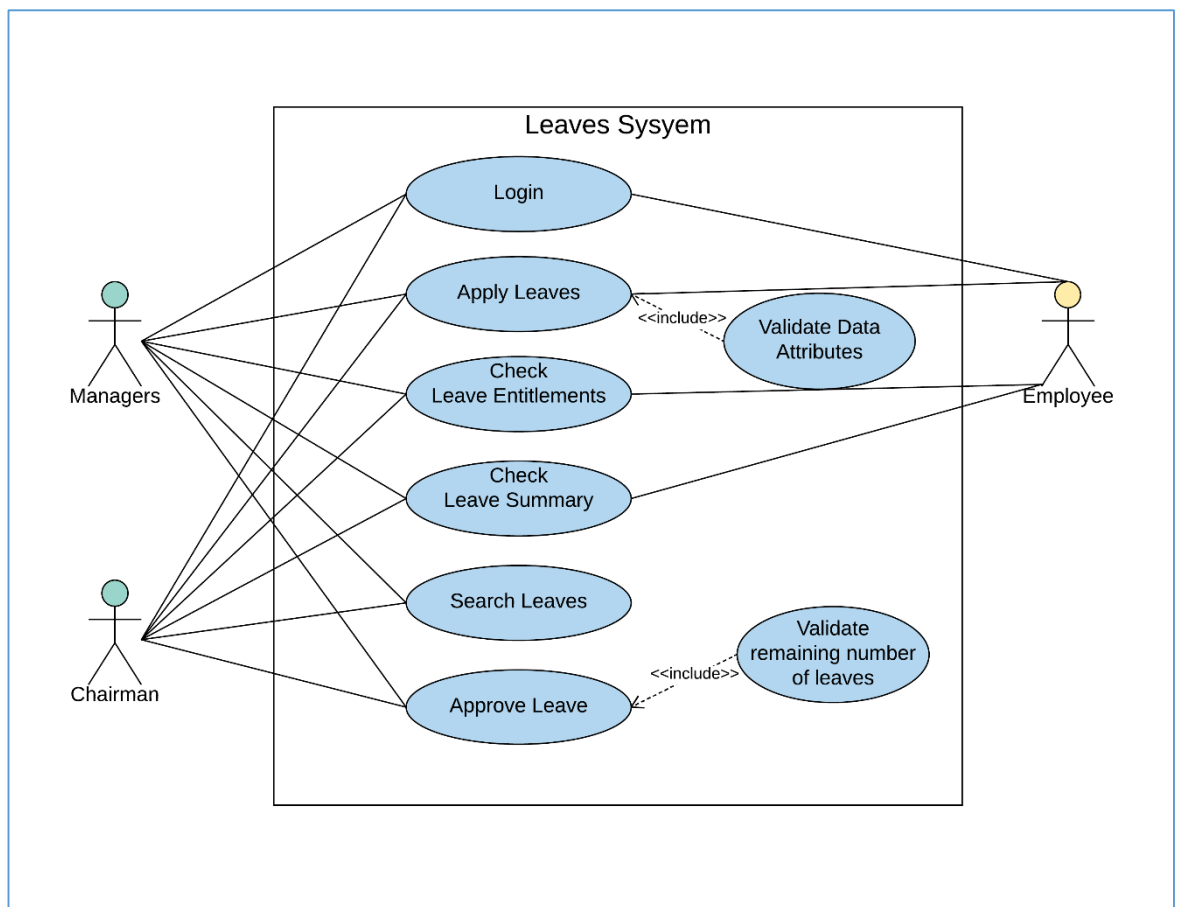 Leaves Sysyem
Login
Apply Leaves
<<include>>
Validate Data
Attributes
Managers
Check
Leave Entitlements
Employee
Check
Leave Summary
Search Leaves
Validate
remaining number
of leaves
<<include>>
Chairman
Approve Leave